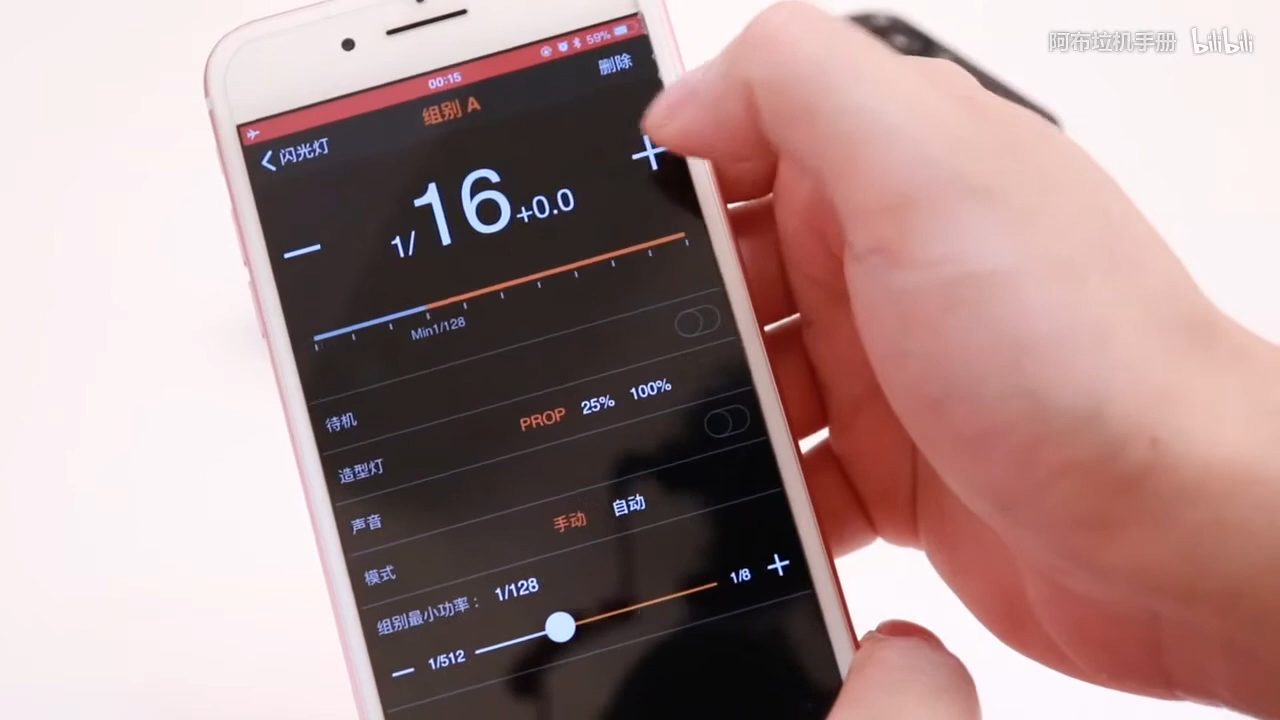 阿布垃机手册 bilibili
59%
00:15
删除
组别 A
闪光灯
1/16+0.0
Min1/128
待机
PROP 25% 100%
造型灯
声音
手动 自动
模式
组别最小功率： 1/128
1/512 1/8